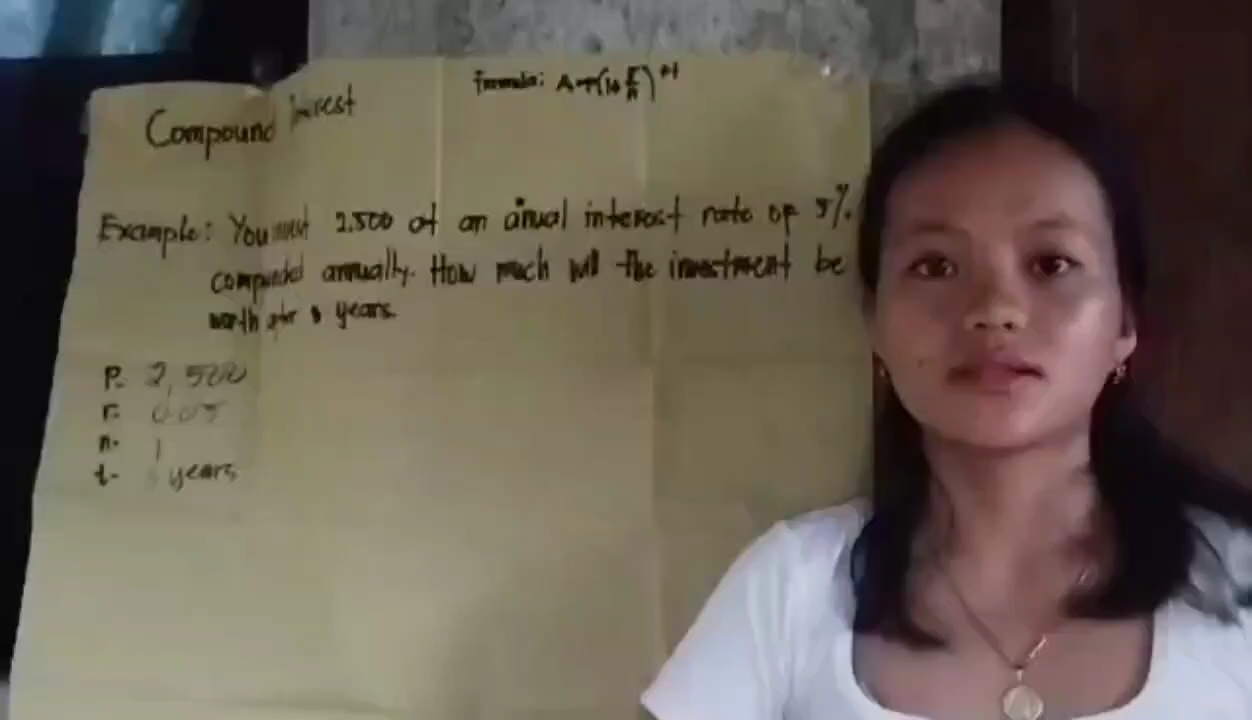 Compound Interest
Formula: A=P(1+r/n)^nt
Example: You invest 2,500 at an anual interest rate of 5%
compounded annually. How much will the investment be
worth after years.
P- 2,500
r- 0.05
n- 1
t- years